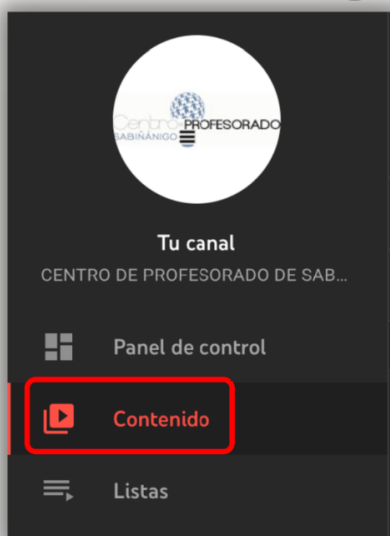 Centro PROFESORADO
SABIÑÁNIGO
Tu canal
CENTRO DE PROFESORADO DE SAB...
Panel de control
Contenido
Listas